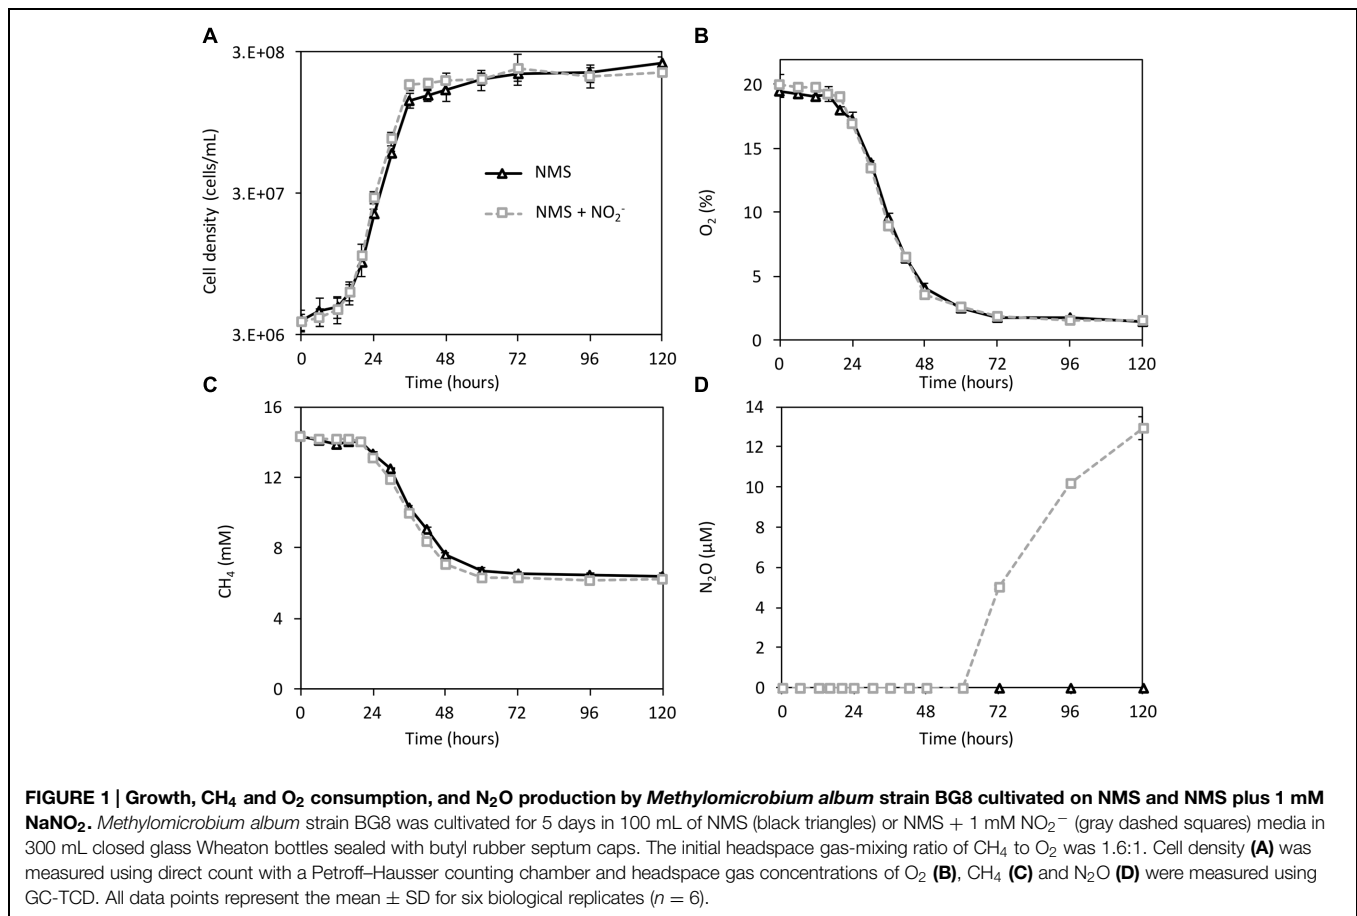 A
3.E+08
3.E+07
3.E+06
Cell density (cells/mL)
NMS
NMS + NO₂⁻
0 24 48 72 96 120
Time (hours)
B
20
15
10
5
0
O₂ (%)
0 24 48 72 96 120
Time (hours)
C
16
12
8
4
0
CH₄ (mM)
0 24 48 72 96 120
Time (hours)
D
14
12
10
8
6
4
2
0
N₂O (µM)
0 24 48 72 96 120
Time (hours)
FIGURE 1 | Growth, CH₄ and O₂ consumption, and N₂O production by Methylomicrobium album strain BG8 cultivated on NMS and NMS plus 1 mM
NaNO₂. Methylomicrobium album strain BG8 was cultivated for 5 days in 100 mL of NMS (black triangles) or NMS + 1 mM NO₂⁻ (gray dashed squares) media in
300 mL closed glass Wheaton bottles sealed with butyl rubber septum caps. The initial headspace gas-mixing ratio of CH₄ to O₂ was 1.6:1. Cell density (A) was
measured using direct count with a Petroff–Hausser counting chamber and headspace gas concentrations of O₂ (B), CH₄ (C) and N₂O (D) were measured using
GC-TCD. All data points represent the mean ± SD for six biological replicates (n = 6).